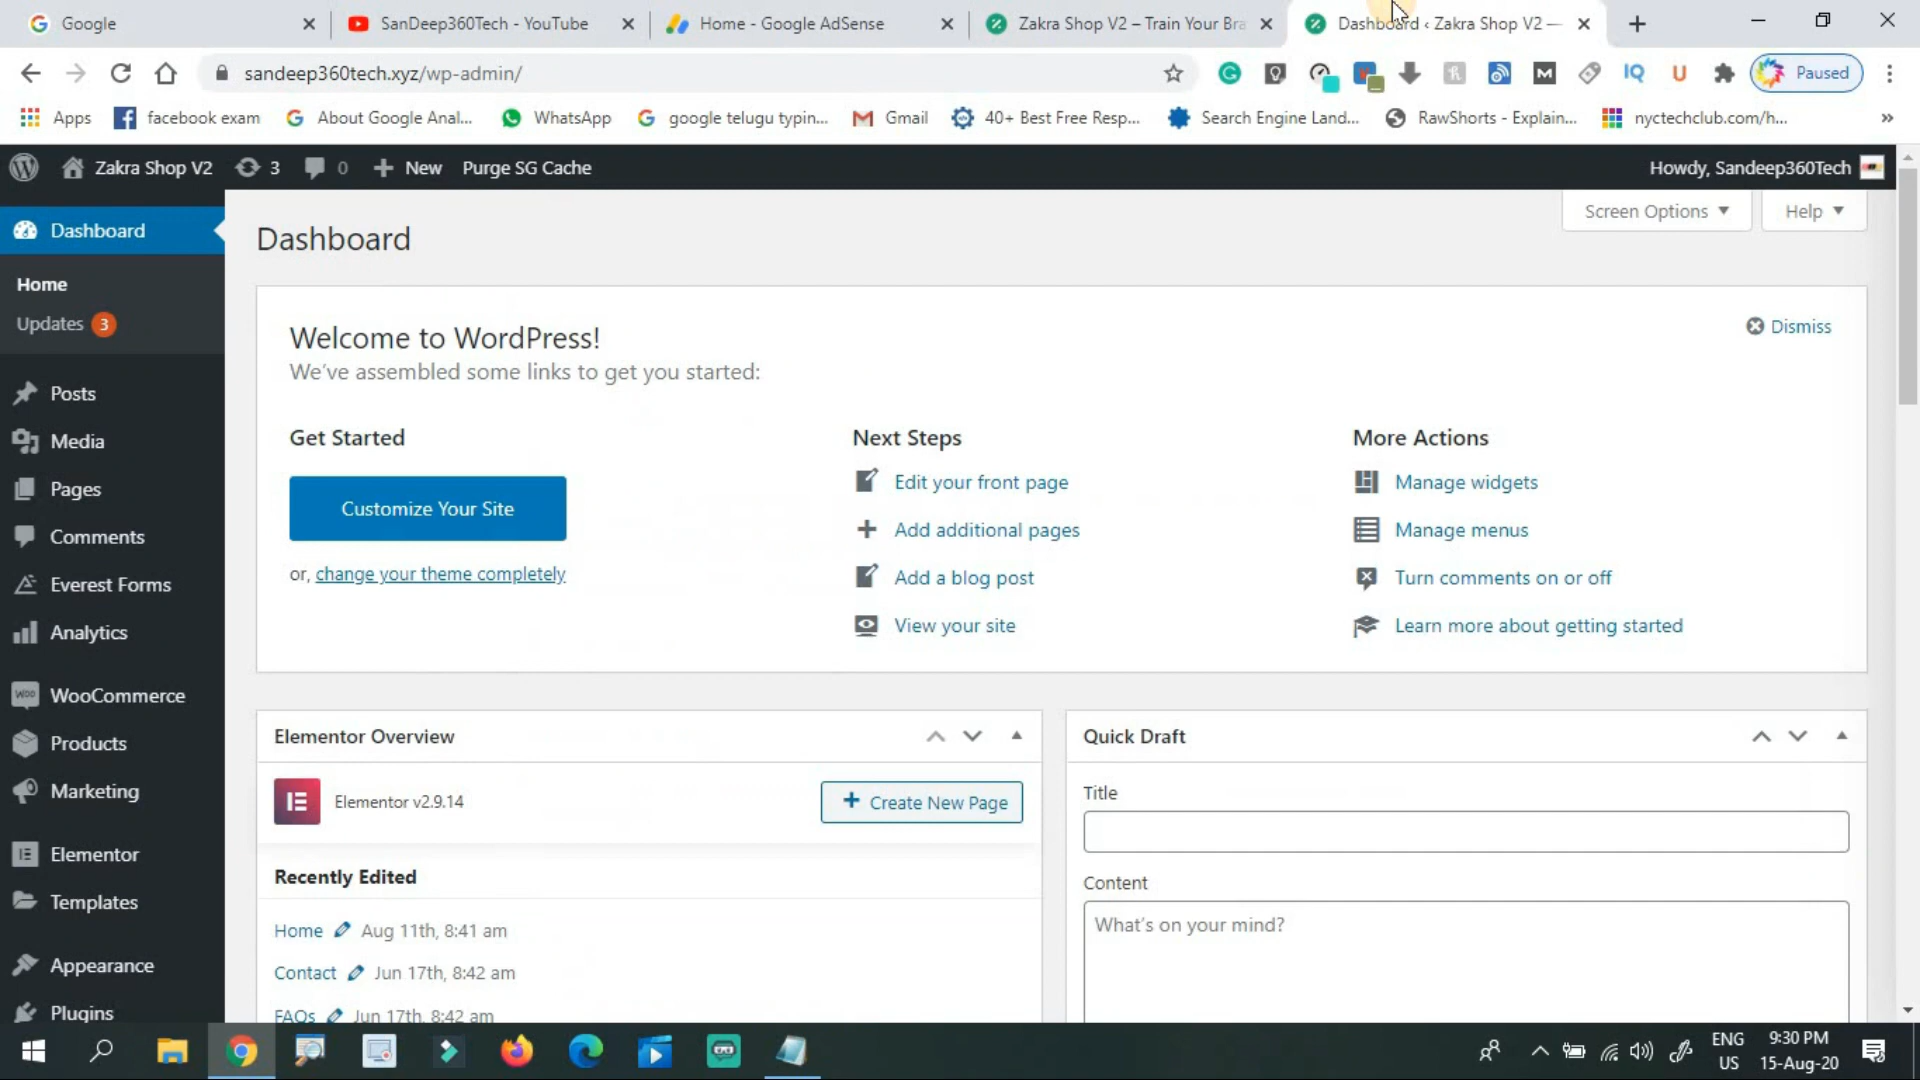 Google
SanDeep360Tech - YouTube
Home - Google AdSense
Zakra Shop V2 – Train Your Bra
Dashboard ‹ Zakra Shop V2 —
sandeep360tech.xyz/wp-admin/
Paused
Apps
facebook exam
About Google Anal...
WhatsApp
google telugu typin...
Gmail
40+ Best Free Resp...
Search Engine Land...
RawShorts - Explain...
nyctechclub.com/h...
Zakra Shop V2
3
0
New
Purge SG Cache
Howdy, Sandeep360Tech
Dashboard
Home
Updates 3
Posts
Media
Pages
Comments
Everest Forms
Analytics
WooCommerce
Products
Marketing
Elementor
Templates
Appearance
Plugins
Screen Options
Help
Dashboard
Welcome to WordPress!
We've assembled some links to get you started:
Dismiss
Get Started
Customize Your Site
or, change your theme completely
Next Steps
Edit your front page
Add additional pages
Add a blog post
View your site
More Actions
Manage widgets
Manage menus
Turn comments on or off
Learn more about getting started
Elementor Overview
Elementor v2.9.14
Create New Page
Recently Edited
Home Aug 11th, 8:41 am
Contact Jun 17th, 8:42 am
FAQs Jun 17th, 8:42 am
Quick Draft
Title
Content
What's on your mind?
ENG
US
9:30 PM
15-Aug-20